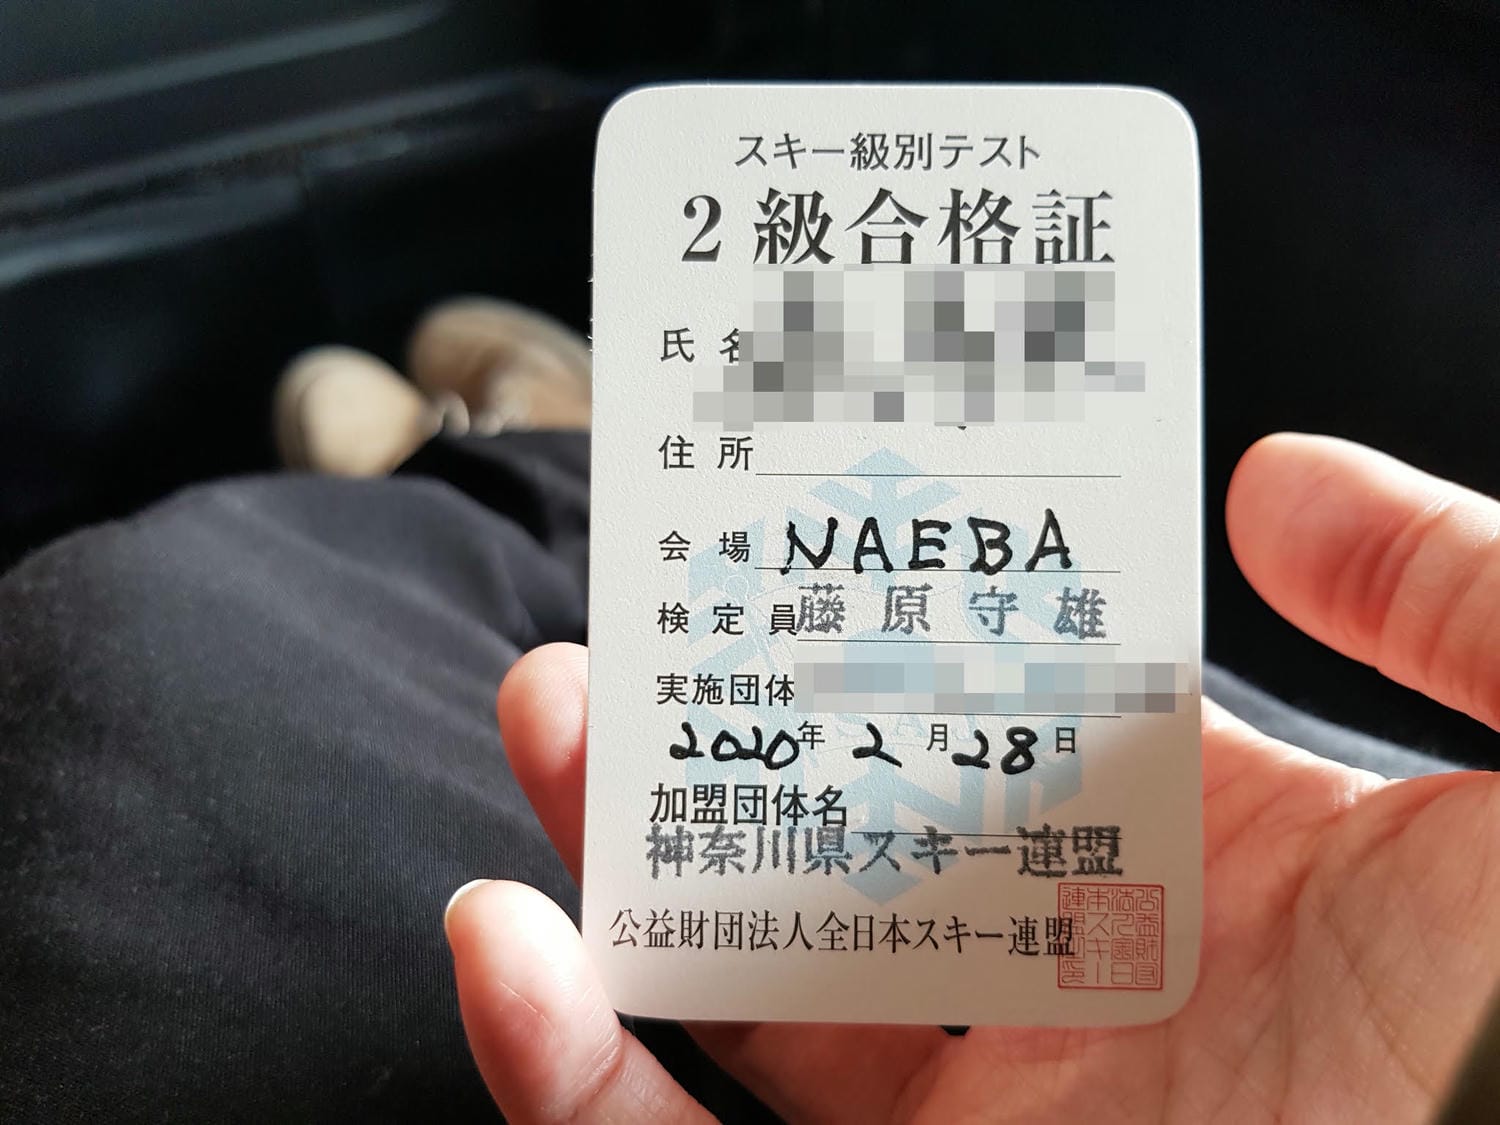 スキー級別テスト
2級合格証
氏名
住所
会場 NAEBA
検定員 藤原守雄
実施団体
2020年2月28日
加盟団体名
神奈川県スキー連盟
公益財団法人全日本スキー連盟